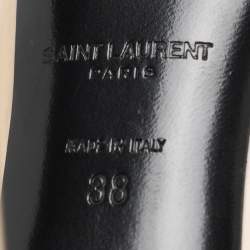 SAINT LAURENT
PARIS
MADE IN ITALY
38